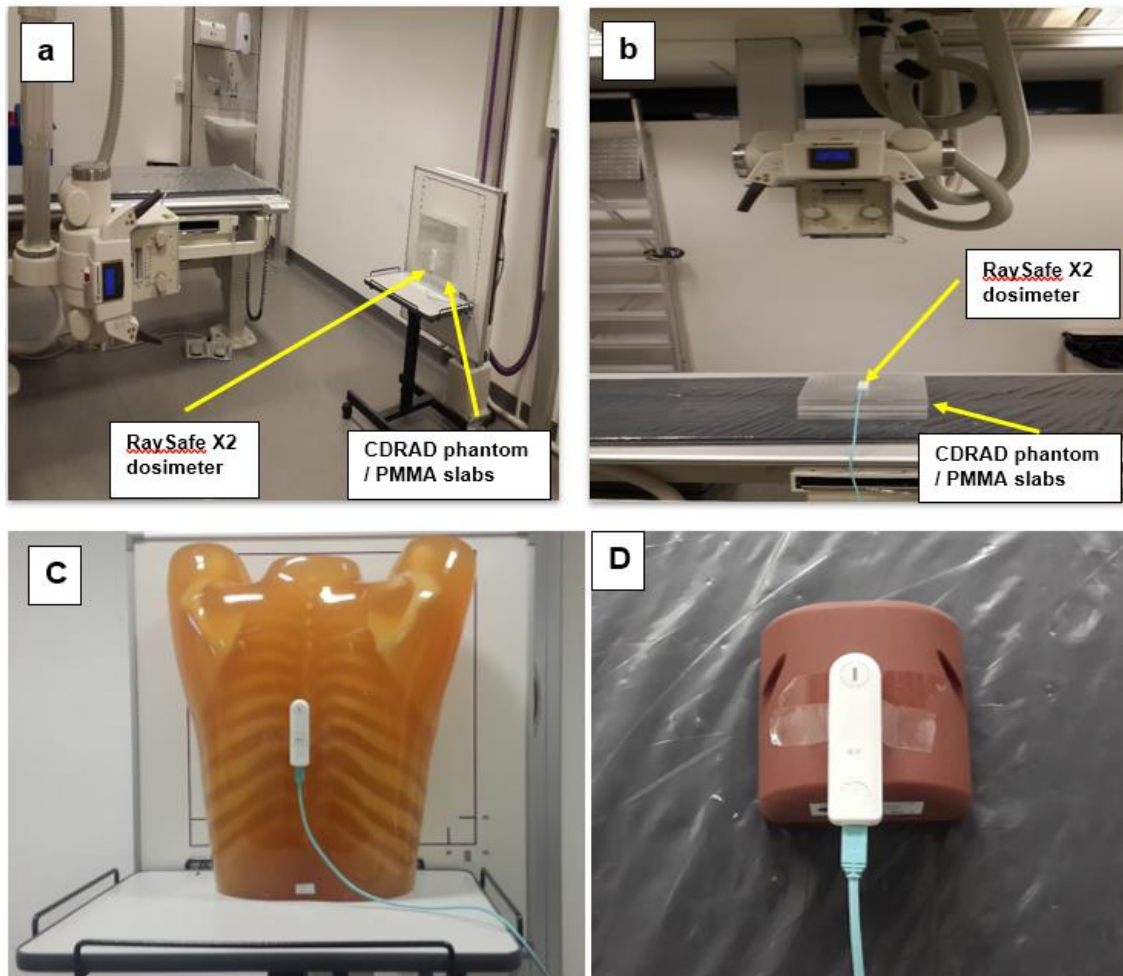 a
b
RaySafe X2
dosimeter
RaySafe X2
dosimeter
CDRAD phantom
/ PMMA slabs
CDRAD phantom
/ PMMA slabs
C
D